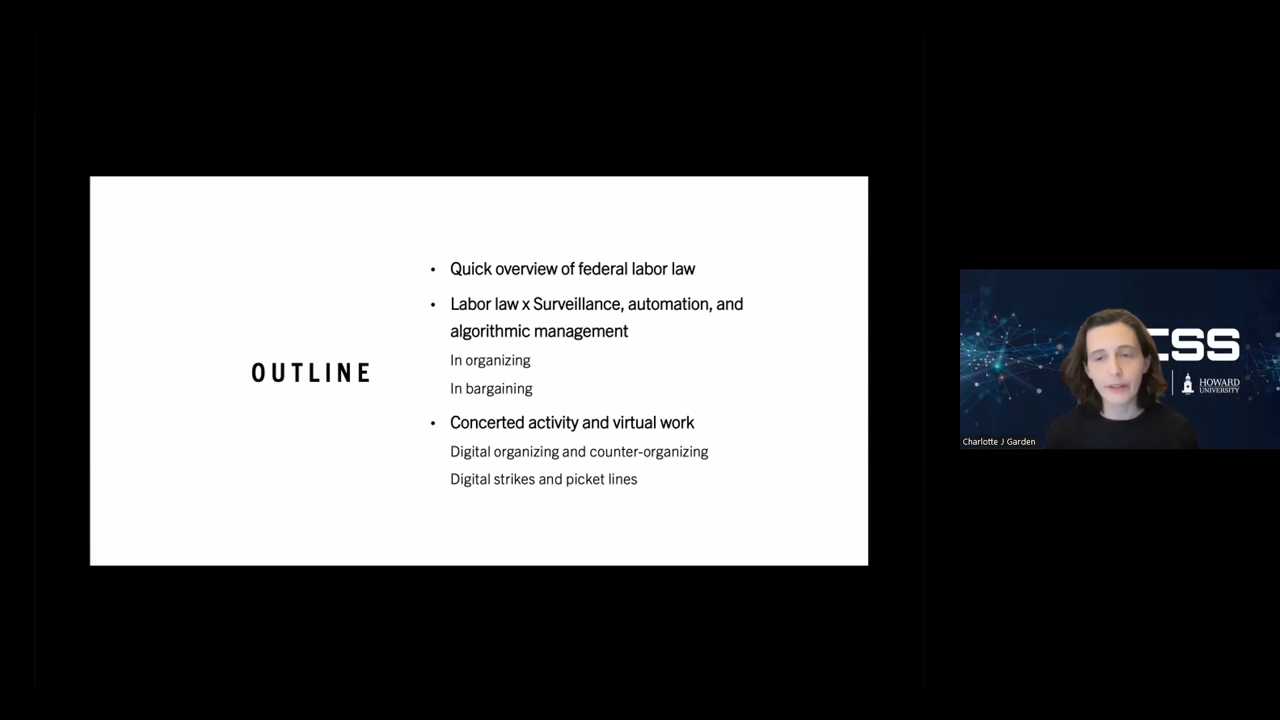 OUTLINE
• Quick overview of federal labor law
• Labor law x Surveillance, automation, and
algorithmic management
In organizing
In bargaining
• Concerted activity and virtual work
Digital organizing and counter-organizing
Digital strikes and picket lines
CSS
HOWARD
UNIVERSITY
Charlotte J Garden